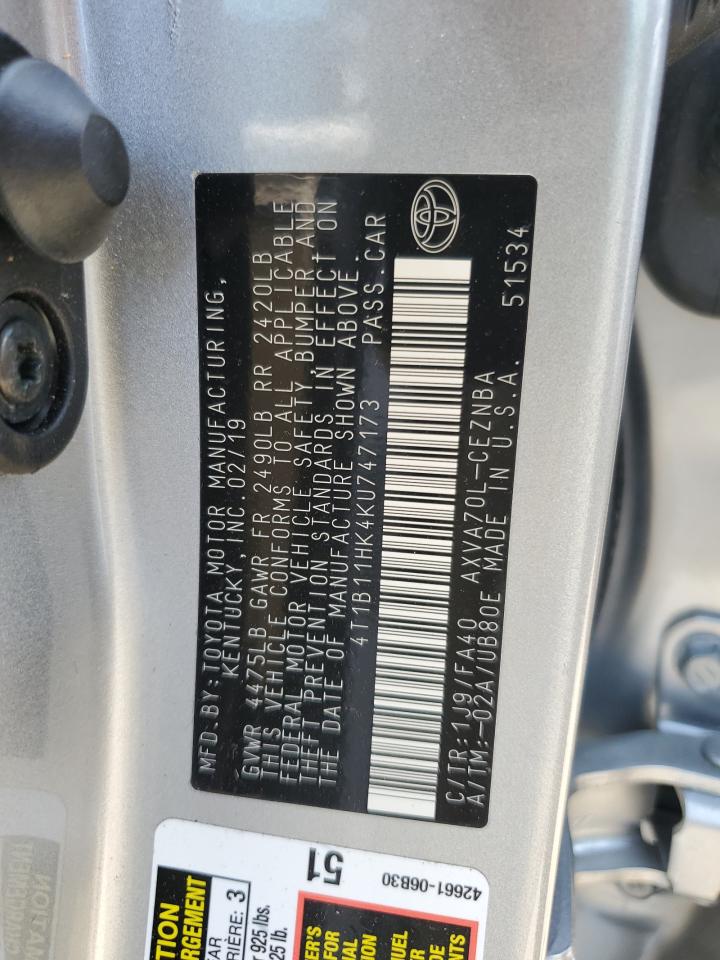 MFD. BY: TOYOTA MOTOR MANUFACTURING,
KENTUCKY, INC. 02/19
GVWR 4475LB GAWR FR 2490LB RR 2420LB
THIS VEHICLE CONFORMS TO ALL APPLICABLE
FEDERAL MOTOR VEHICLE SAFETY, BUMPER, AND
THEFT PREVENTION STANDARDS IN EFFECT ON
THE DATE OF MANUFACTURE SHOWN ABOVE.
4T1B11HK4KU747173 PASS. CAR
C/TR: 1J9/FA40 AXVA70L-CEZNBA
A/TM: -02A/UB80E MADE IN U.S.A. 51534
51
42661-06B30
3
925 lbs.